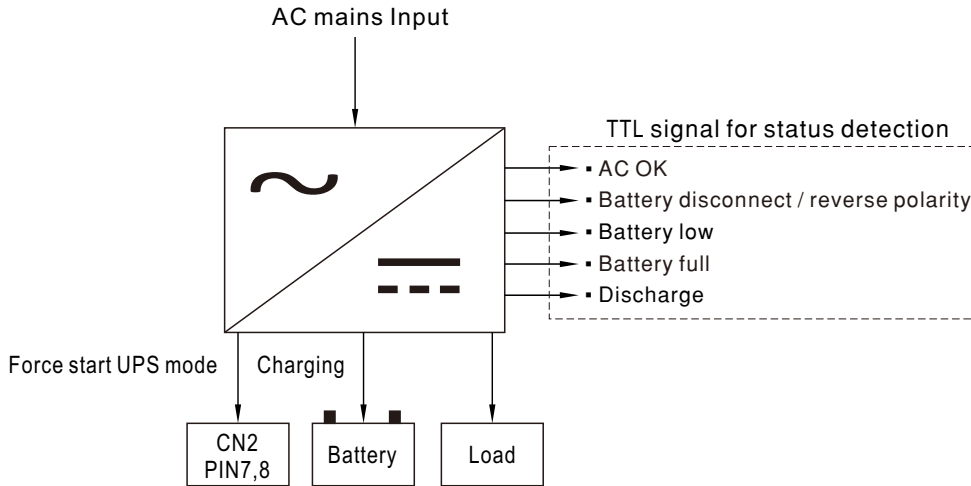 AC mains Input
TTL signal for status detection
▪ AC OK
▪ Battery disconnect / reverse polarity
▪ Battery low
▪ Battery full
▪ Discharge
Force start UPS mode
Charging
CN2
PIN7,8
Battery
Load